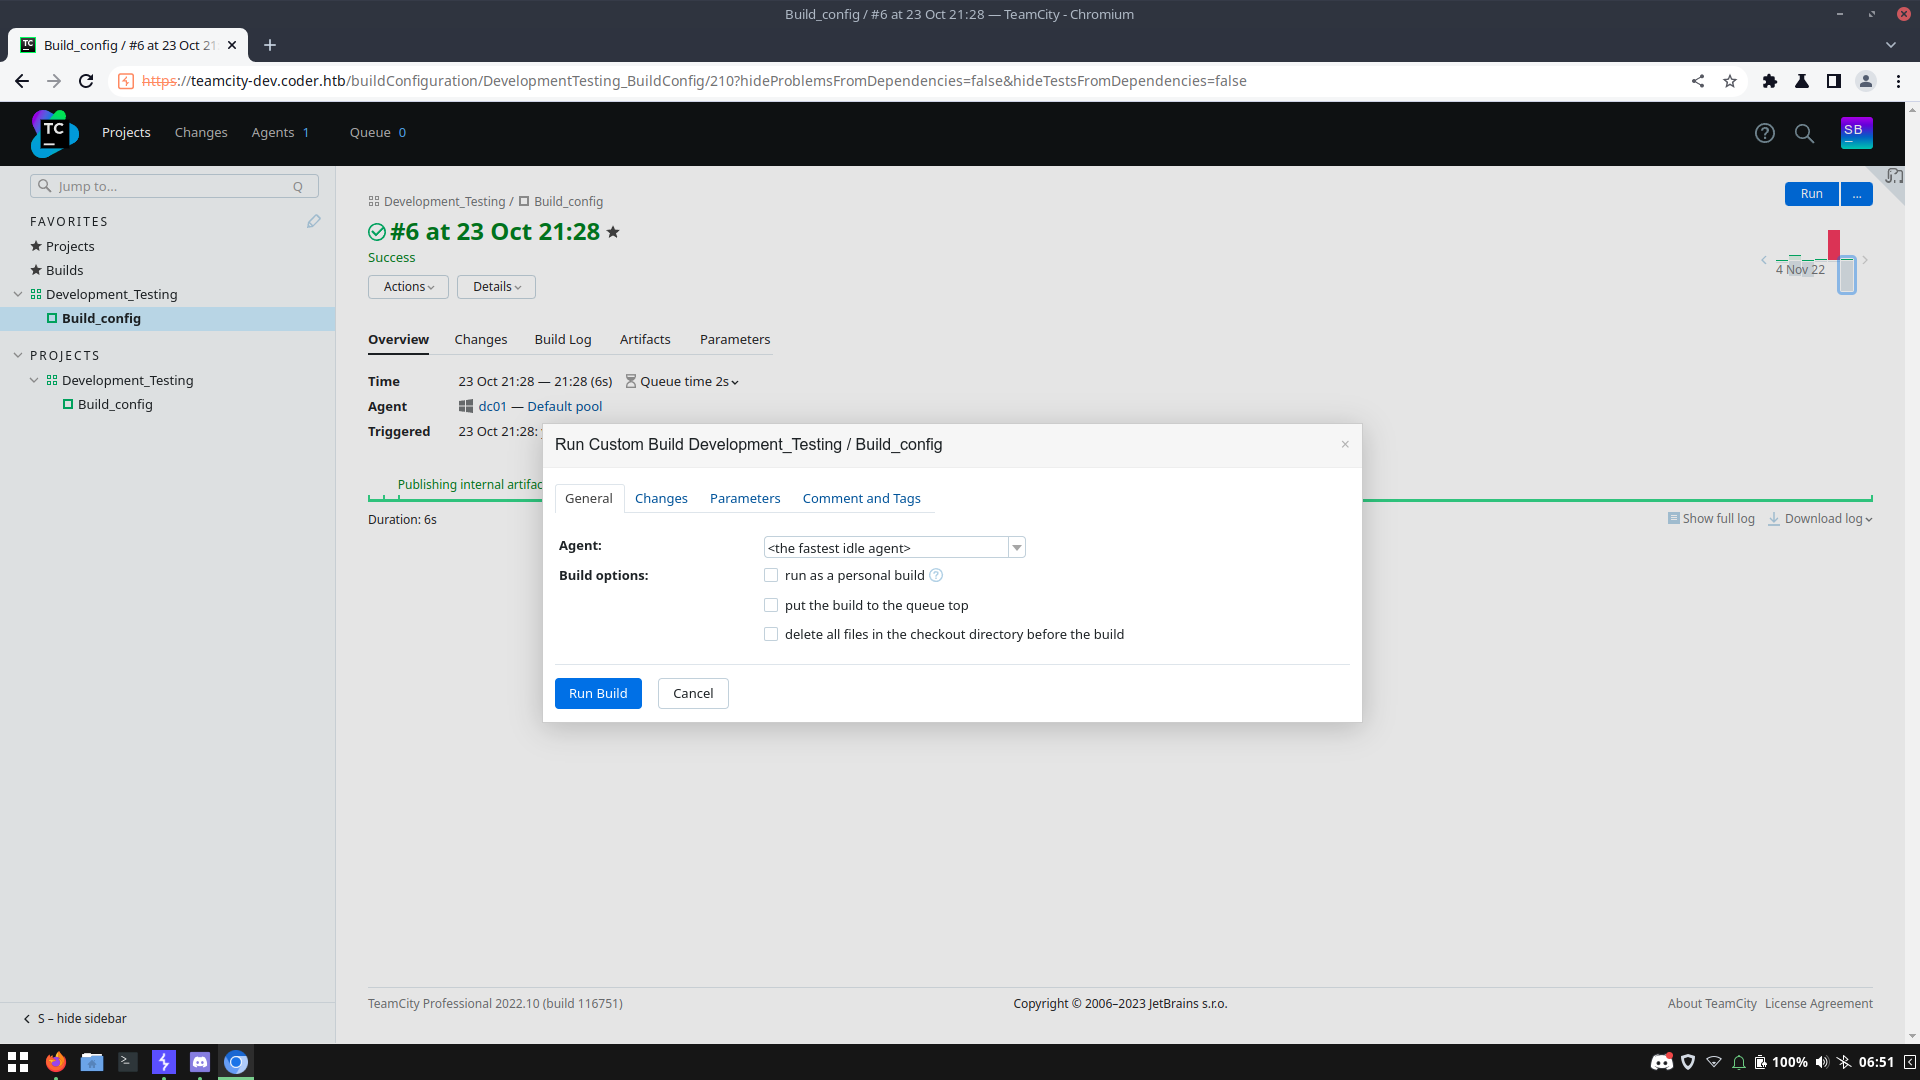 Build_config / #6 at 23 Oct 21:28 — TeamCity - Chromium
Build_config / #6 at 23 Oct 21
https://teamcity-dev.coder.htb/buildConfiguration/DevelopmentTesting_BuildConfig/210?hideProblemsFromDependencies=false&hideTestsFromDependencies=false
TC
Projects
Changes
Agents 1
Queue 0
SB
Jump to...
Q
FAVORITES
Projects
Builds
Development_Testing
Build_config
PROJECTS
Development_Testing
Build_config
S – hide sidebar
Development_Testing / Build_config
Run
...
#6 at 23 Oct 21:28
Success
4 Nov 22
Actions
Details
Overview
Changes
Build Log
Artifacts
Parameters
Time 23 Oct 21:28 — 21:28 (6s) Queue time 2s
Agent dc01 — Default pool
Triggered 23 Oct 21:28:
Publishing internal artifac
Duration: 6s
Show full log
Download log
Run Custom Build Development_Testing / Build_config
×
General
Changes
Parameters
Comment and Tags
Agent: <the fastest idle agent>
Build options: run as a personal build ?
put the build to the queue top
delete all files in the checkout directory before the build
Run Build
Cancel
TeamCity Professional 2022.10 (build 116751)
Copyright © 2006–2023 JetBrains s.r.o.
About TeamCity
License Agreement
100%
06:51